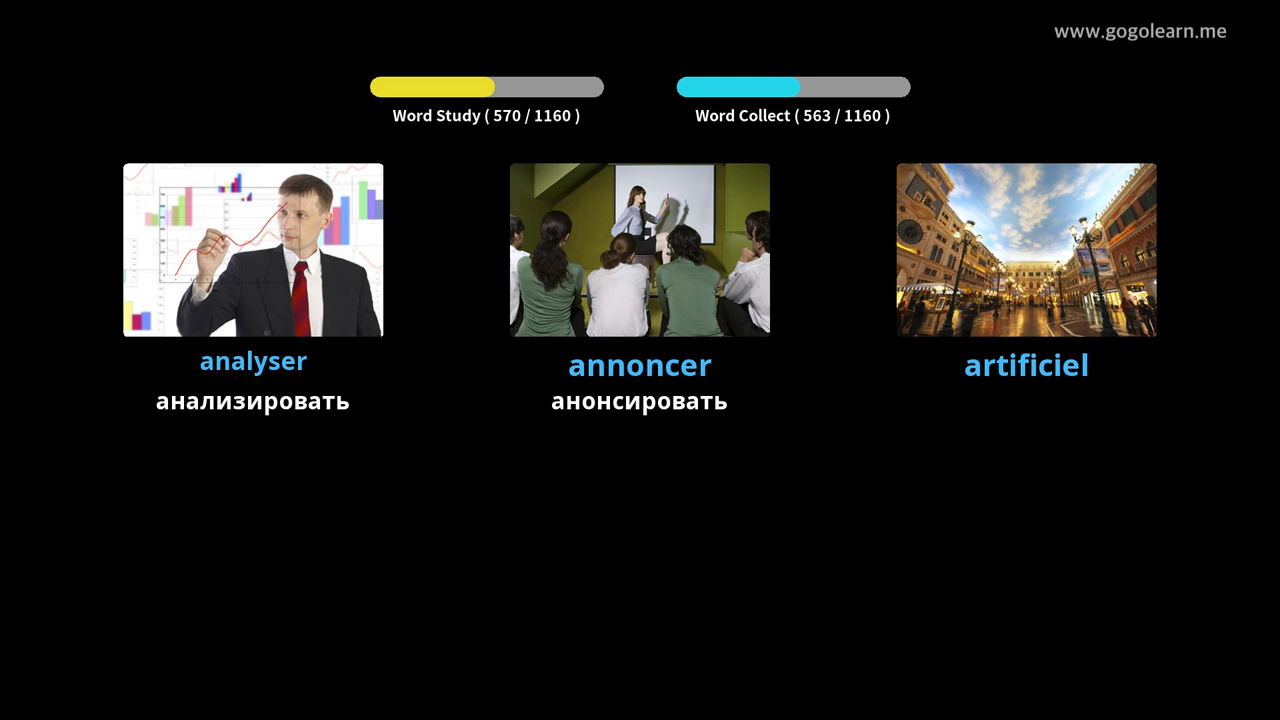 www.gogolearn.me
Word Study ( 570 / 1160 )
Word Collect ( 563 / 1160 )
analyser
annoncer
artificiel
анализировать
анонсировать